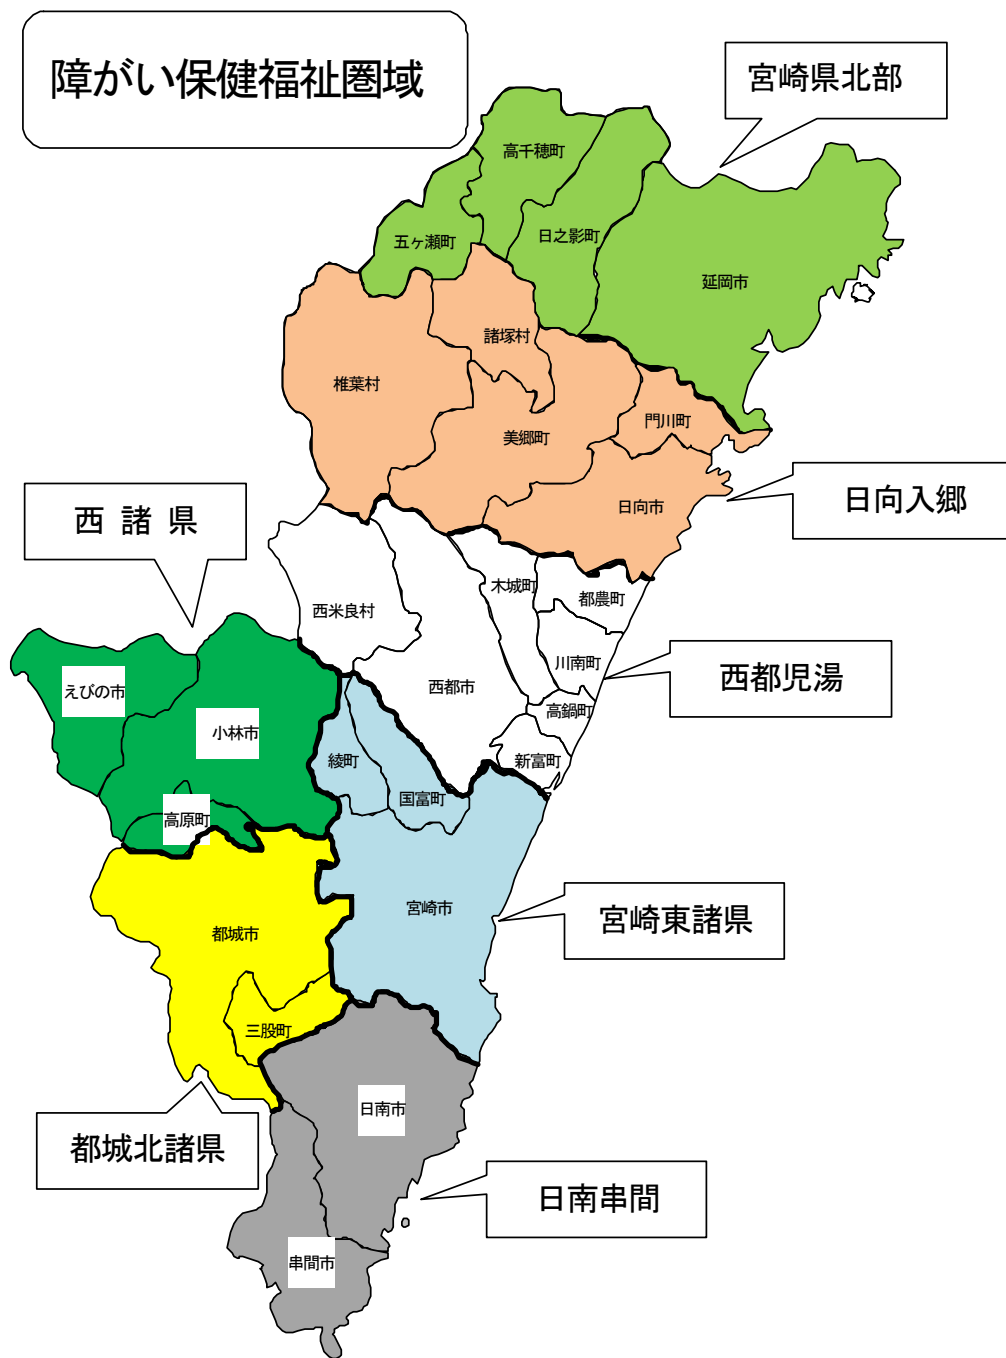 障がい保健福祉圏域
宮崎県北部
高千穂町
五ヶ瀬町
日之影町
延岡市
諸塚村
椎葉村
美郷町
門川町
日向市
日向入郷
西諸県
西米良村
木城町
都農町
川南町
西都市
高鍋町
新富町
西都児湯
えびの市
小林市
高原町
綾町
国富町
宮崎市
宮崎東諸県
都城市
三股町
都城北諸県
日南市
日南串間
串間市